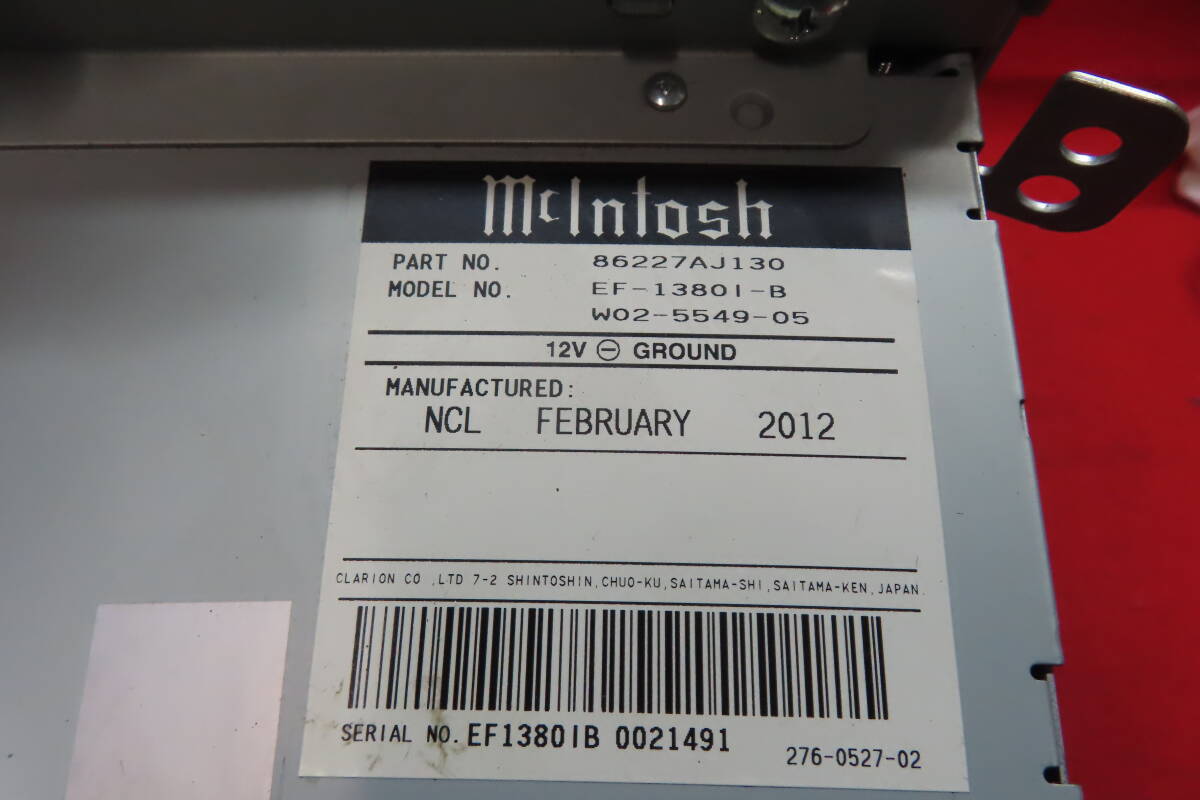 McIntosh
PART NO. 86227AJ130
MODEL NO. EF-1380I-B
W02-5549-05
12V ⊖ GROUND
MANUFACTURED:
NCL FEBRUARY 2012
CLARION CO.,LTD 7-2 SHINTOSHIN,CHUO-KU,SAITAMA-SHI,SAITAMA-KEN,JAPAN.
SERIAL NO. EF1380IB 0021491
276-0527-02